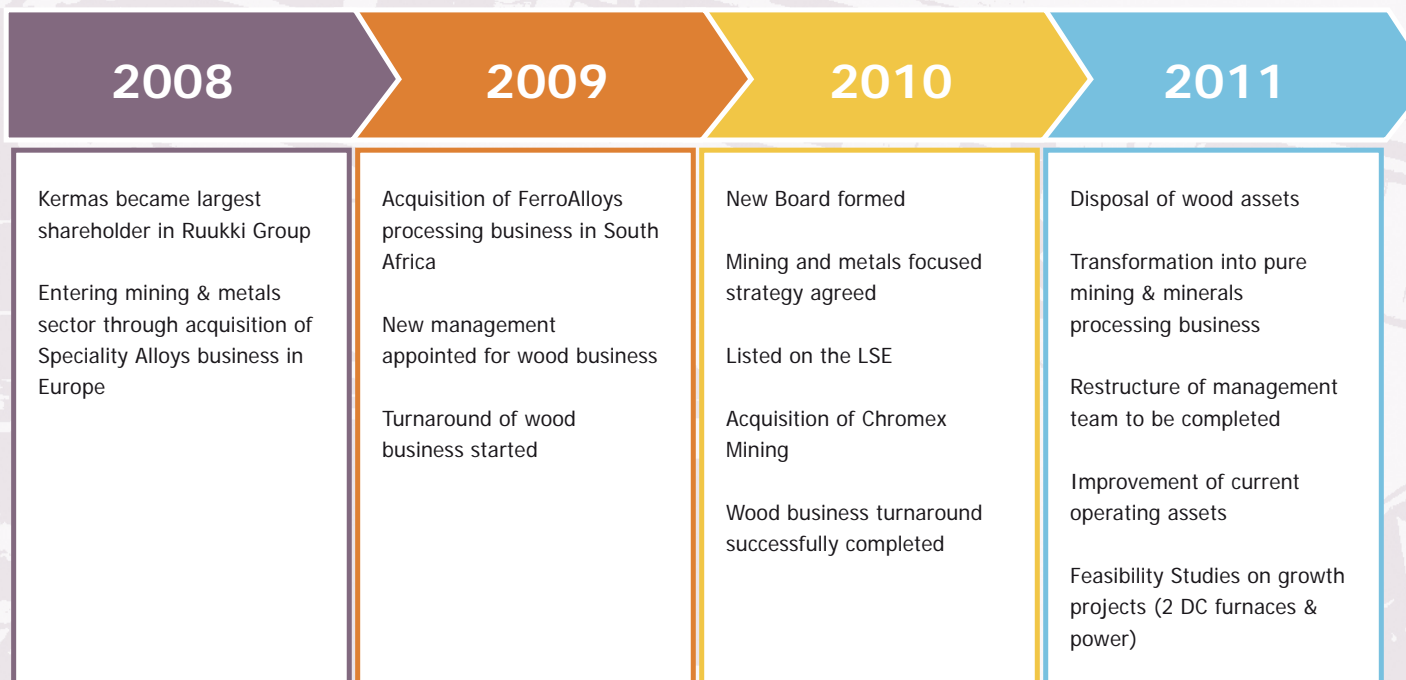 2008
Kermas became largest
shareholder in Ruukki Group
Entering mining & metals
sector through acquisition of
Speciality Alloys business in
Europe
2009
Acquisition of FerroAlloys
processing business in South
Africa
New management
appointed for wood business
Turnaround of wood
business started
2010
New Board formed
Mining and metals focused
strategy agreed
Listed on the LSE
Acquisition of Chromex
Mining
Wood business turnaround
successfully completed
2011
Disposal of wood assets
Transformation into pure
mining & minerals
processing business
Restructure of management
team to be completed
Improvement of current
operating assets
Feasibility Studies on growth
projects (2 DC furnaces &
power)